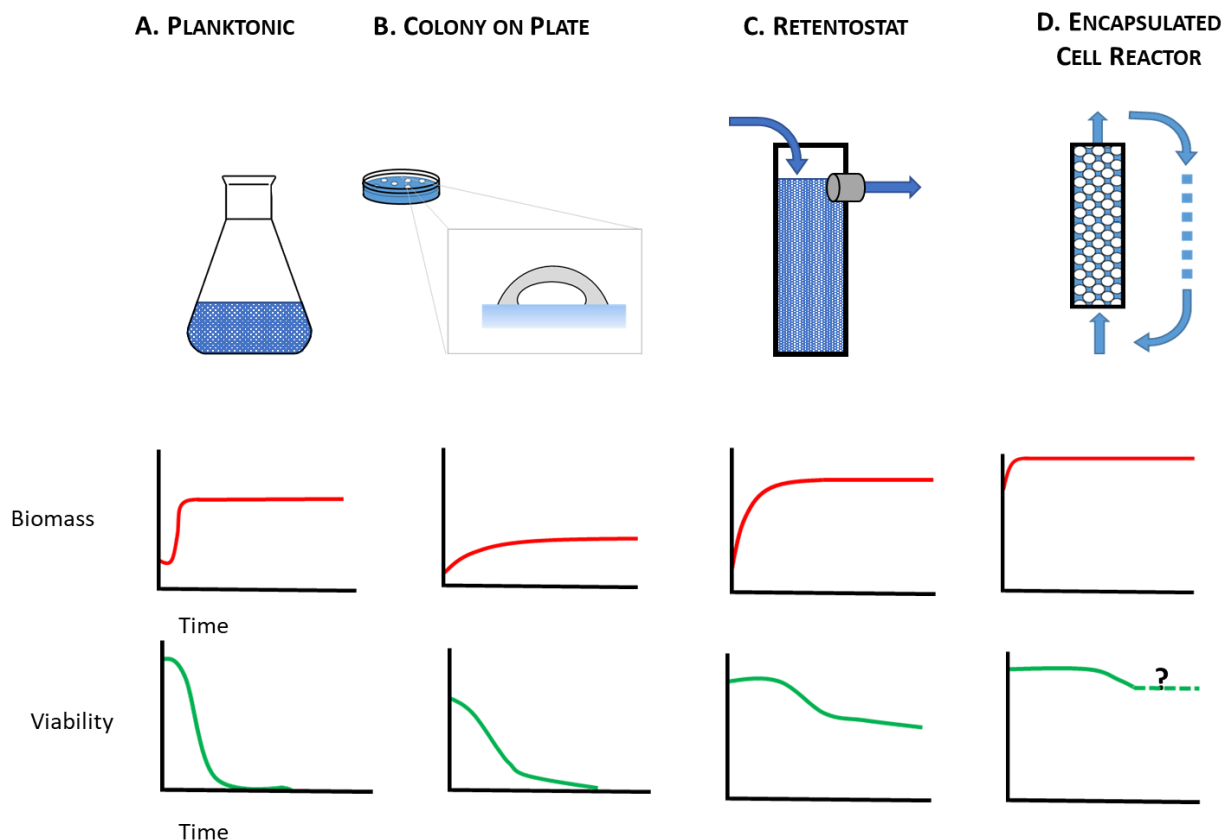 A. PLANKTONIC
B. COLONY ON PLATE
C. RETENTOSTAT
D. ENCAPSULATED
CELL REACTOR
Biomass
Time
Viability
?
Time